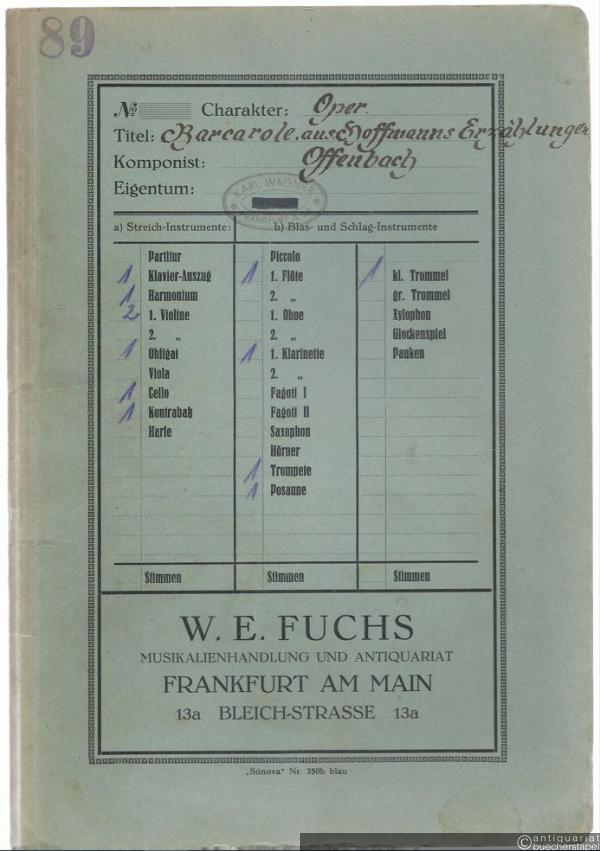 89
№ Charakter: Oper.
Titel: Barcarole. aus Hoffmanns Erzählungen
Komponist: Offenbach
Eigentum:
KARL WAGNER
FRANKFURT A. M.
a) Streich-Instrumente:
Partitur
1 Klavier-Auszug
1 Harmonium
2 1. Violine
2. „
1 Obligat
Viola
1 Cello
1 Kontrabaß
Harfe
Stimmen
b) Blas- und Schlag-Instrumente
Piccolo
1 1. Flöte
2. „
1. Oboe
2. „
1 1. Klarinette
2. „
Fagott I
Fagott II
Saxophon
Hörner
1 Trompete
1 Posaune
Stimmen
1 kl. Trommel
gr. Trommel
Xylophon
Glockenspiel
Pauken
Stimmen
W. E. FUCHS
MUSIKALIENHANDLUNG UND ANTIQUARIAT
FRANKFURT AM MAIN
13a BLEICH-STRASSE 13a
„Sünova“ Nr. 350b blau
antiquariat
buecherstapel